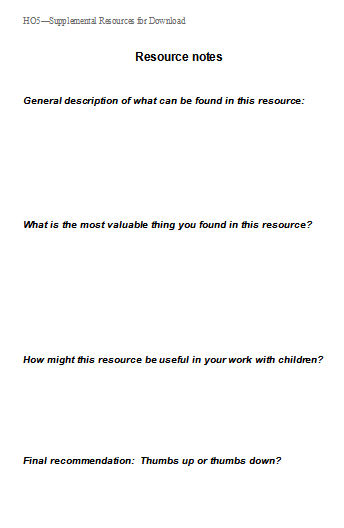 HO5—Supplemental Resources for Download
Resource notes
General description of what can be found in this resource:
What is the most valuable thing you found in this resource?
How might this resource be useful in your work with children?
Final recommendation:  Thumbs up or thumbs down?